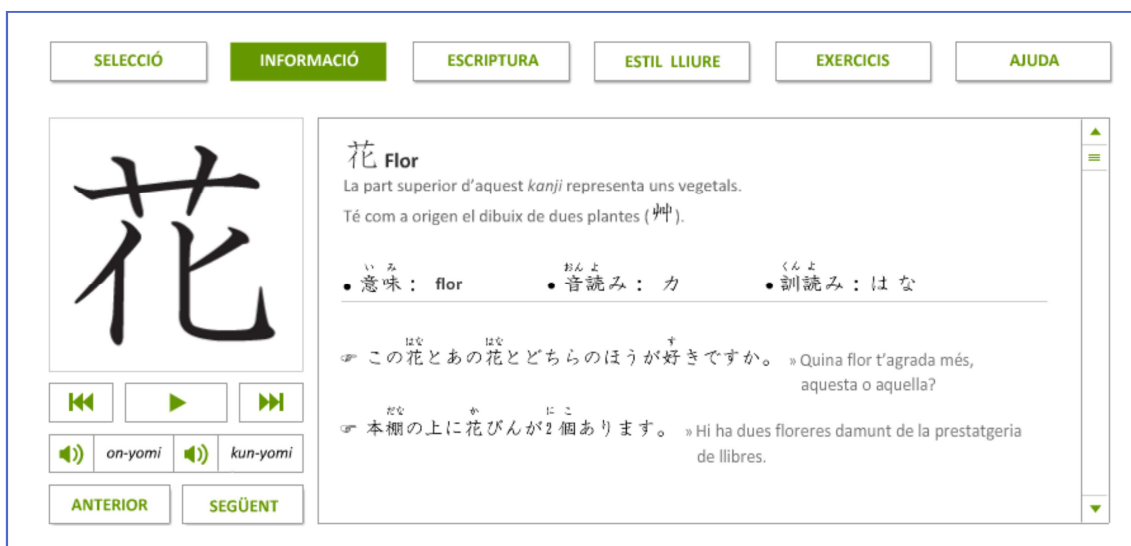 SELECCIÓ
INFORMACIÓ
ESCRIPTURA
ESTIL LLIURE
EXERCICIS
AJUDA
花
花 Flor
La part superior d'aquest kanji representa uns vegetals.
Té com a origen el dibuix de dues plantes (艸).
い み おん よ くん よ
• 意味： flor • 音読み： カ • 訓読み：はな
はな はな す
☞ この花とあの花とどちらのほうが好きですか。 » Quina flor t'agrada més,
aquesta o aquella?
だな か に こ
☞ 本棚の上に花びんが2個あります。 » Hi ha dues floreres damunt de la prestatgeria
de llibres.
on-yomi
kun-yomi
ANTERIOR
SEGÜENT